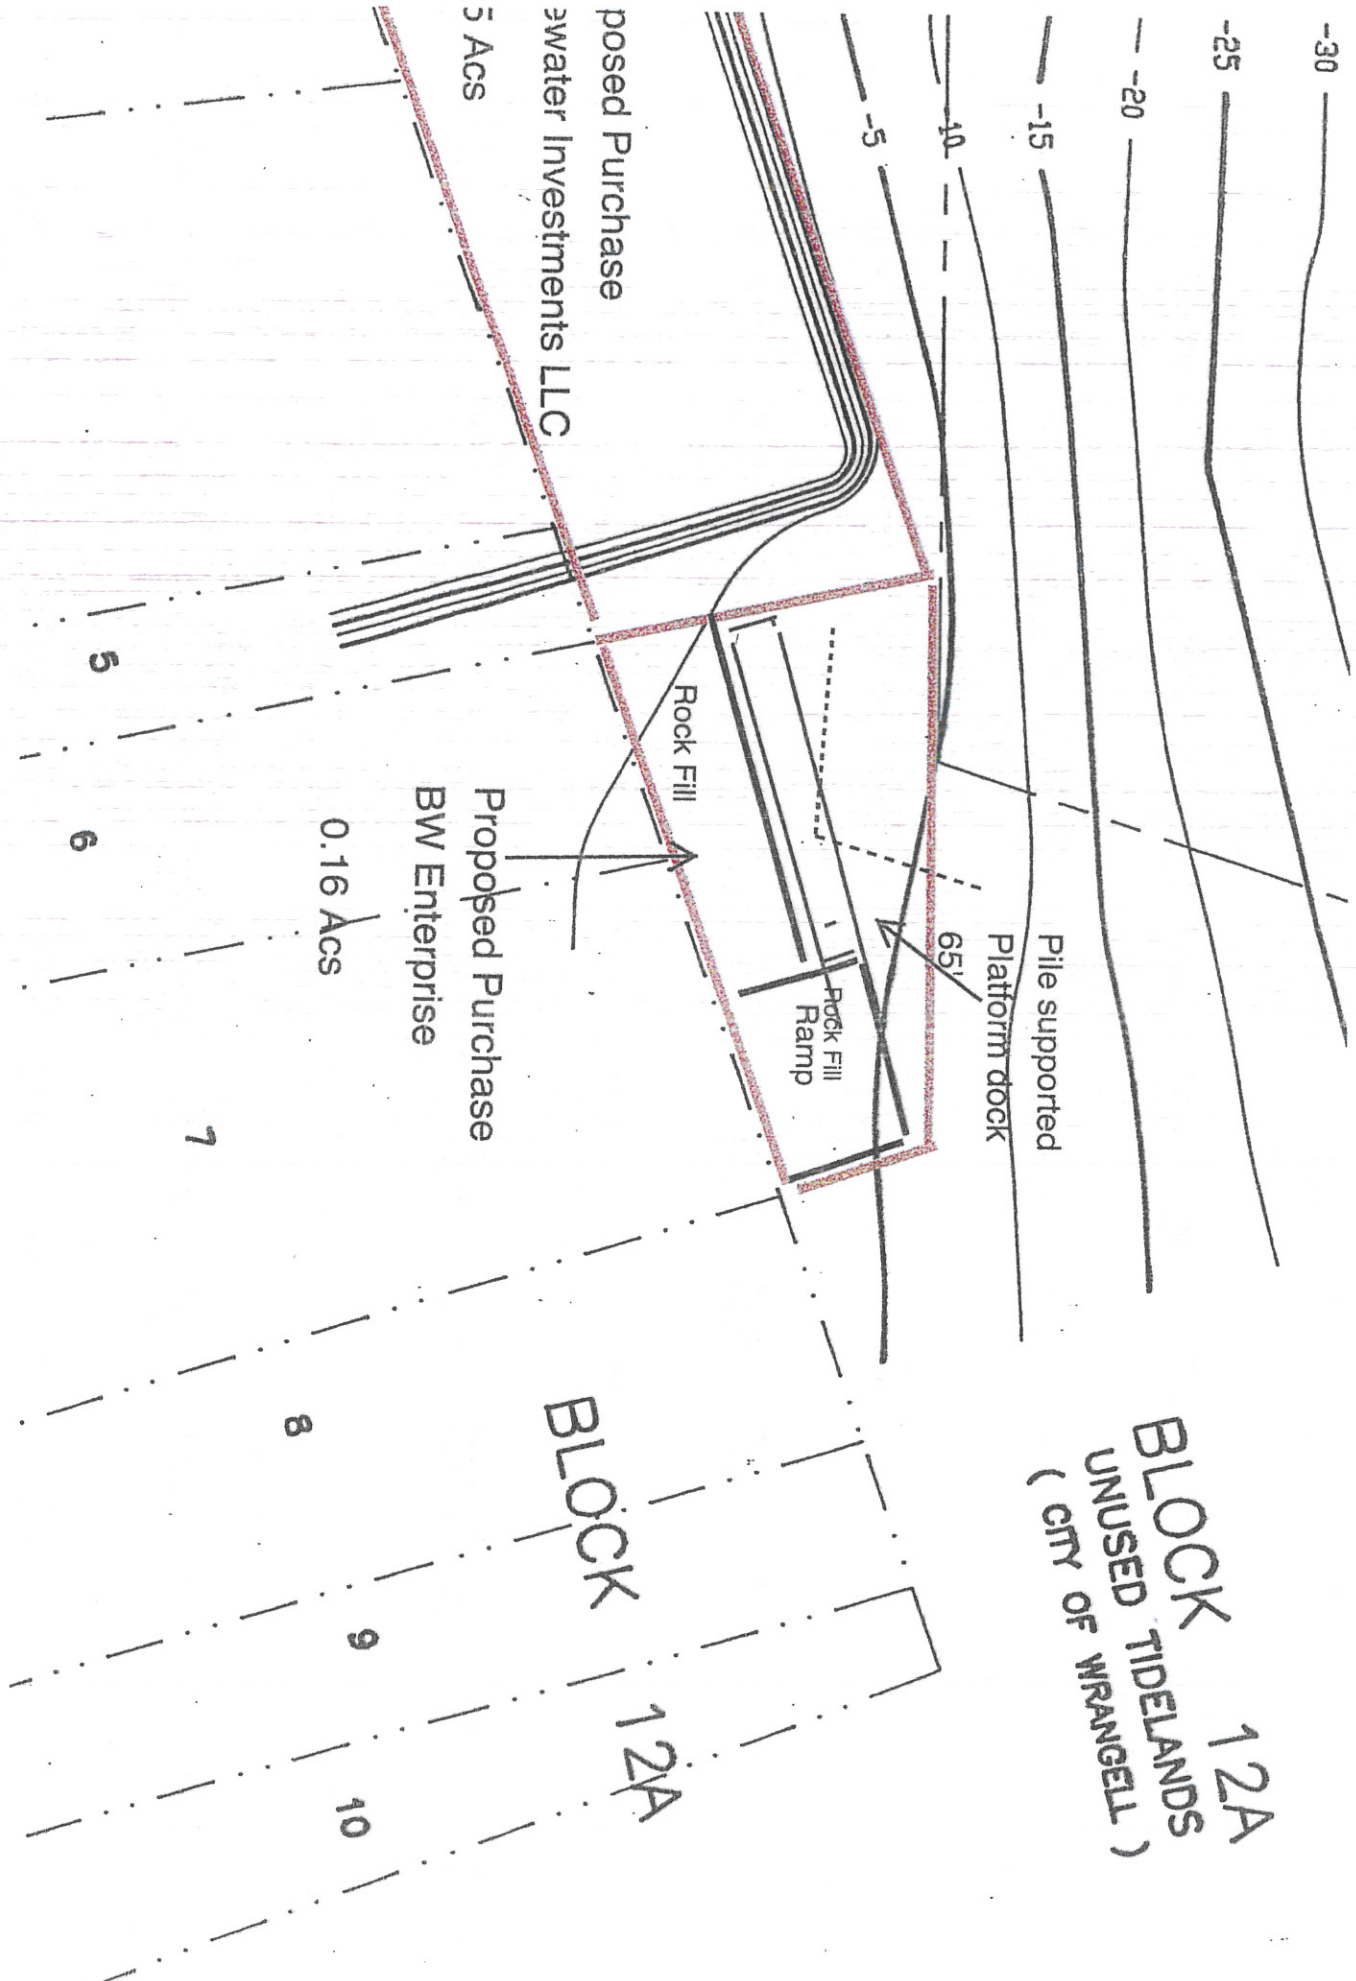 -30
-25
-20
-15
-10
-5
posed Purchase
ewater Investments LLC
5 Acs
Rock Fill
Pile supported
Platform dock
65'
Rock Fill
Ramp
Proposed Purchase
BW Enterprise
0.16 Acs
5
6
7
8
9
10
BLOCK 12A
BLOCK 12A
UNUSED TIDELANDS
( CITY OF WRANGELL )